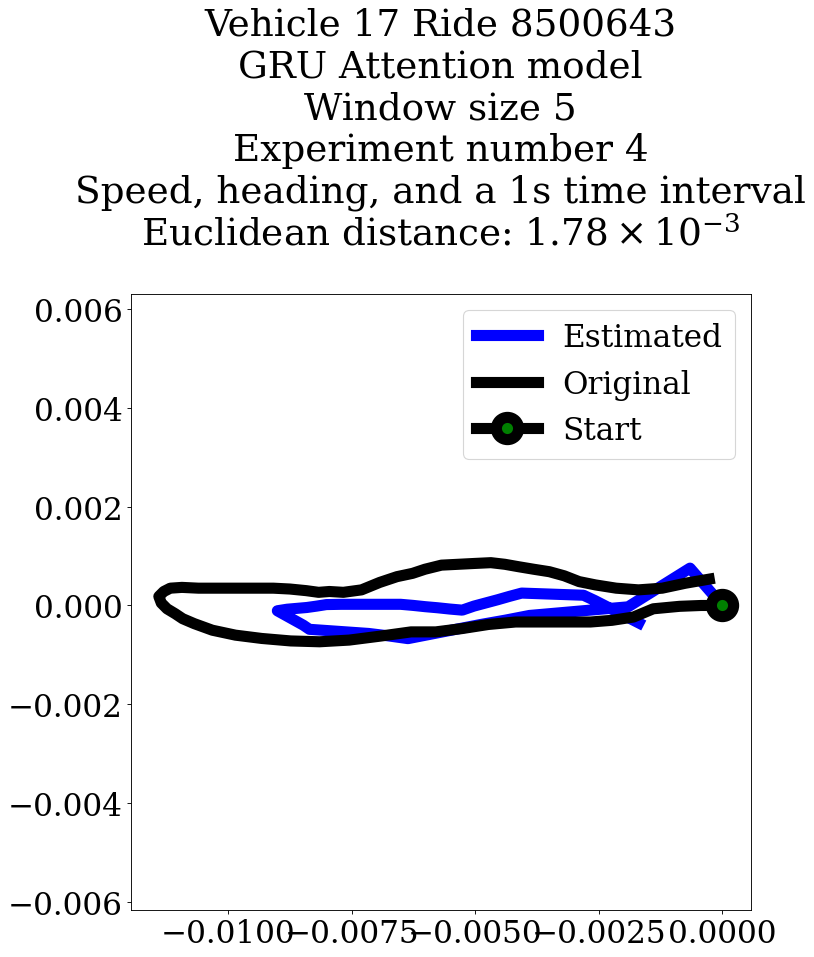 Vehicle 17 Ride 8500643
GRU Attention model
Window size 5
Experiment number 4
Speed, heading, and a 1s time interval
Euclidean distance: 1.78 × 10⁻³
0.006
Estimated
0.004
Original
Start
0.002
0.000
−0.002
−0.004
−0.006
−0.0100 −0.0075 −0.0050 −0.0025 0.0000